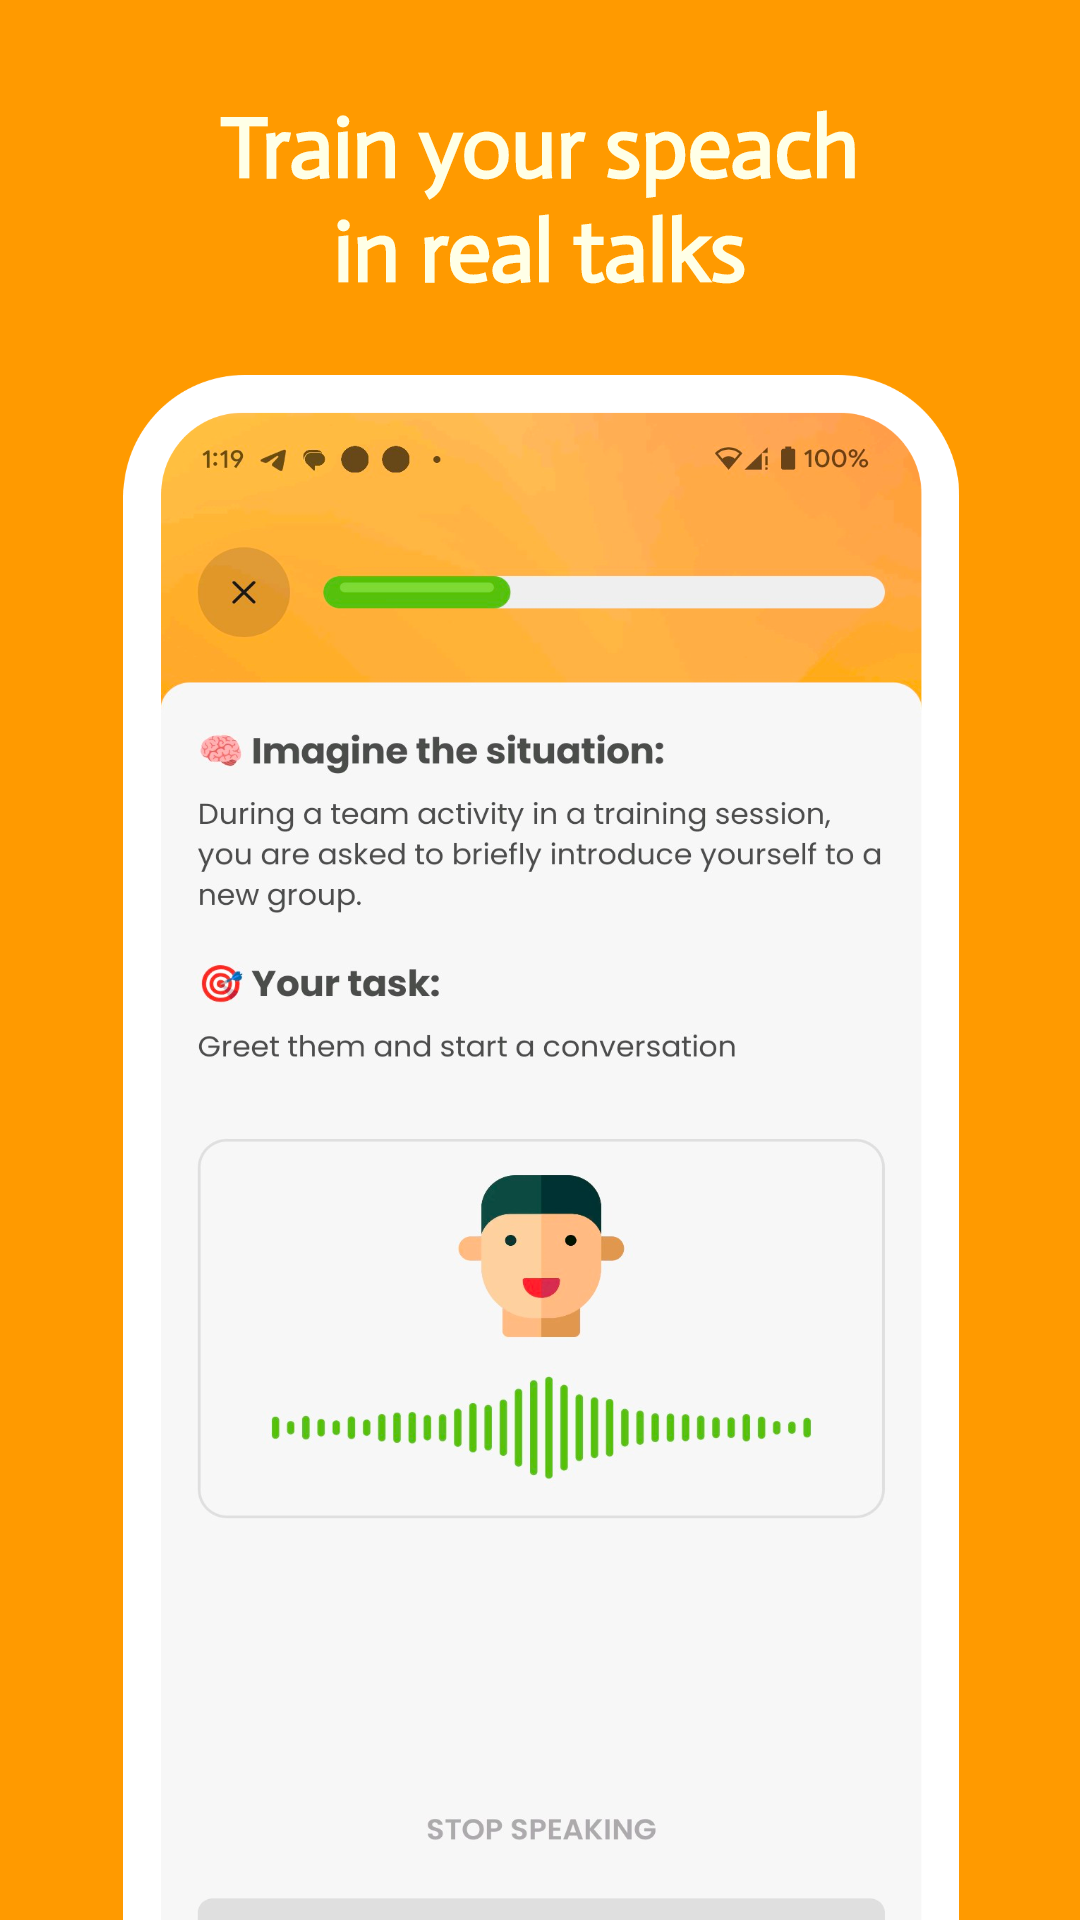 Train your speach
in real talks
1:19
100%
Imagine the situation:
During a team activity in a training session,
you are asked to briefly introduce yourself to a
new group.
Your task:
Greet them and start a conversation
STOP SPEAKING